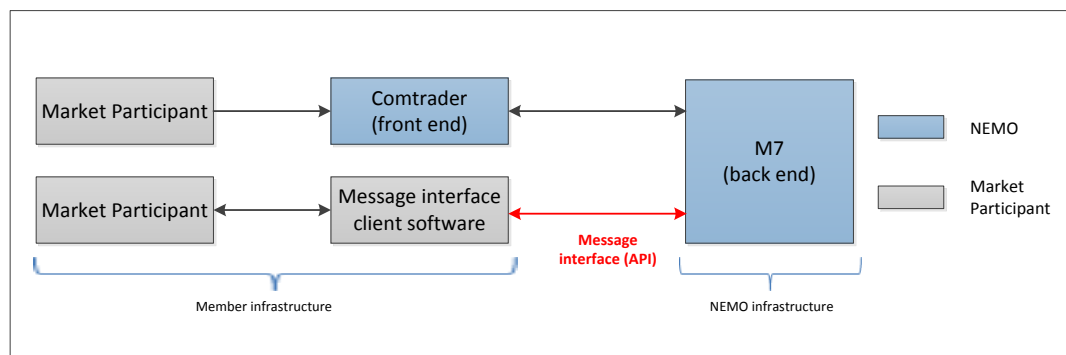 Market Participant
Comtrader
(front end)
M7
(back end)
NEMO
Market
Participant
Market Participant
Message interface
client software
Message
interface (API)
Member infrastructure
NEMO infrastructure